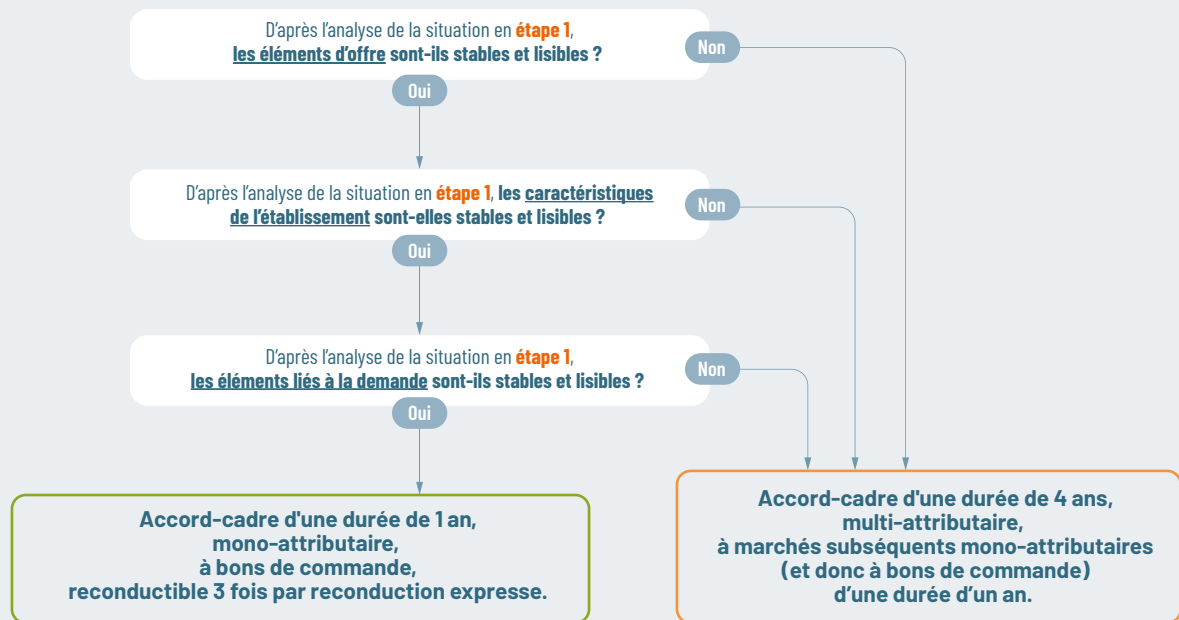 D'après l'analyse de la situation en étape 1,
les éléments d'offre sont-ils stables et lisibles ?
Non
Oui
D'après l'analyse de la situation en étape 1, les caractéristiques
de l'établissement sont-elles stables et lisibles ?
Non
Oui
D'après l'analyse de la situation en étape 1,
les éléments liés à la demande sont-ils stables et lisibles ?
Non
Oui
Accord-cadre d'une durée de 1 an,
mono-attributaire,
à bons de commande,
reconductible 3 fois par reconduction expresse.
Accord-cadre d'une durée de 4 ans,
multi-attributaire,
à marchés subséquents mono-attributaires
(et donc à bons de commande)
d'une durée d'un an.